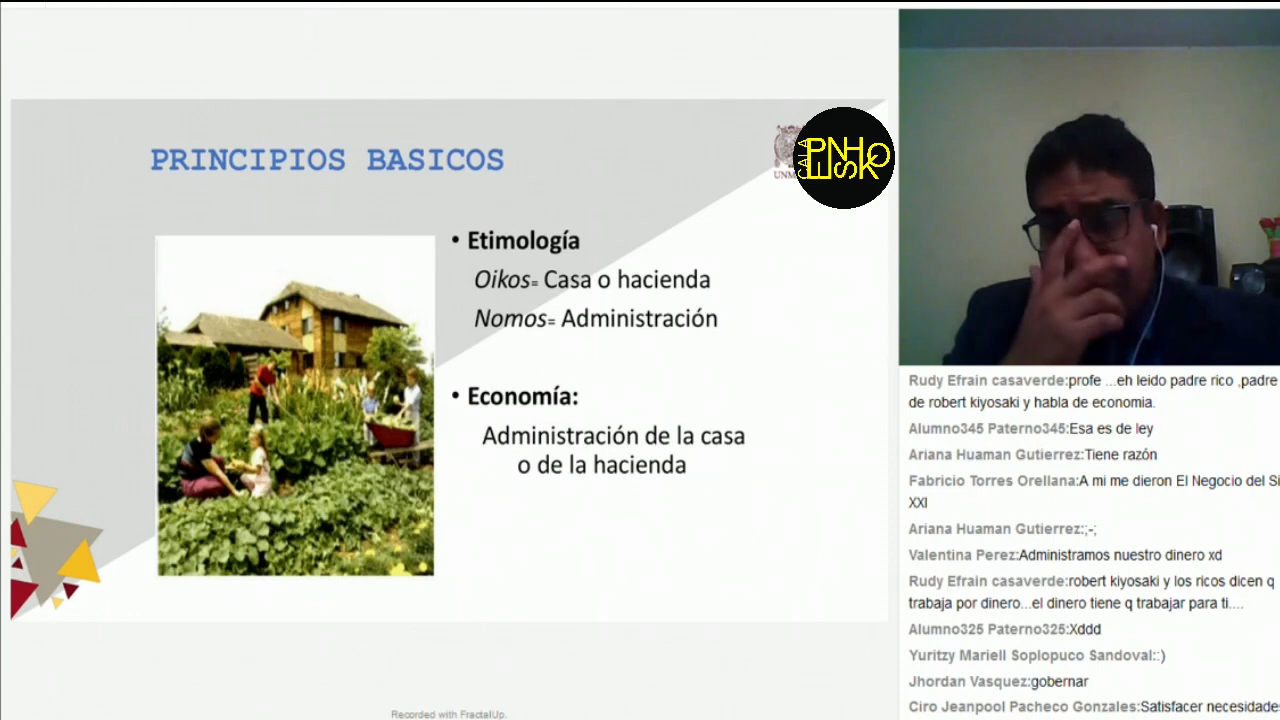 PRINCIPIOS BASICOS
CALA
PNHO
ESK
• Etimología
Oikos= Casa o hacienda
Nomos= Administración
• Economía:
Administración de la casa
o de la hacienda
Recorded with FractalUp.
Rudy Efrain casaverde:profe ...eh leido padre rico ,padre
de robert kiyosaki y habla de economia.
Alumno345 Paterno345:Esa es de ley
Ariana Huaman Gutierrez:Tiene razón
Fabricio Torres Orellana:A mi me dieron El Negocio del Si
XXI
Ariana Huaman Gutierrez:;-;
Valentina Perez:Administramos nuestro dinero xd
Rudy Efrain casaverde:robert kiyosaki y los ricos dicen q
trabaja por dinero...el dinero tiene q trabajar para ti....
Alumno325 Paterno325:Xddd
Yuritzy Mariell Soplopuco Sandoval::)
Jhordan Vasquez:gobernar
Ciro Jeanpool Pacheco Gonzales:Satisfacer necesidade